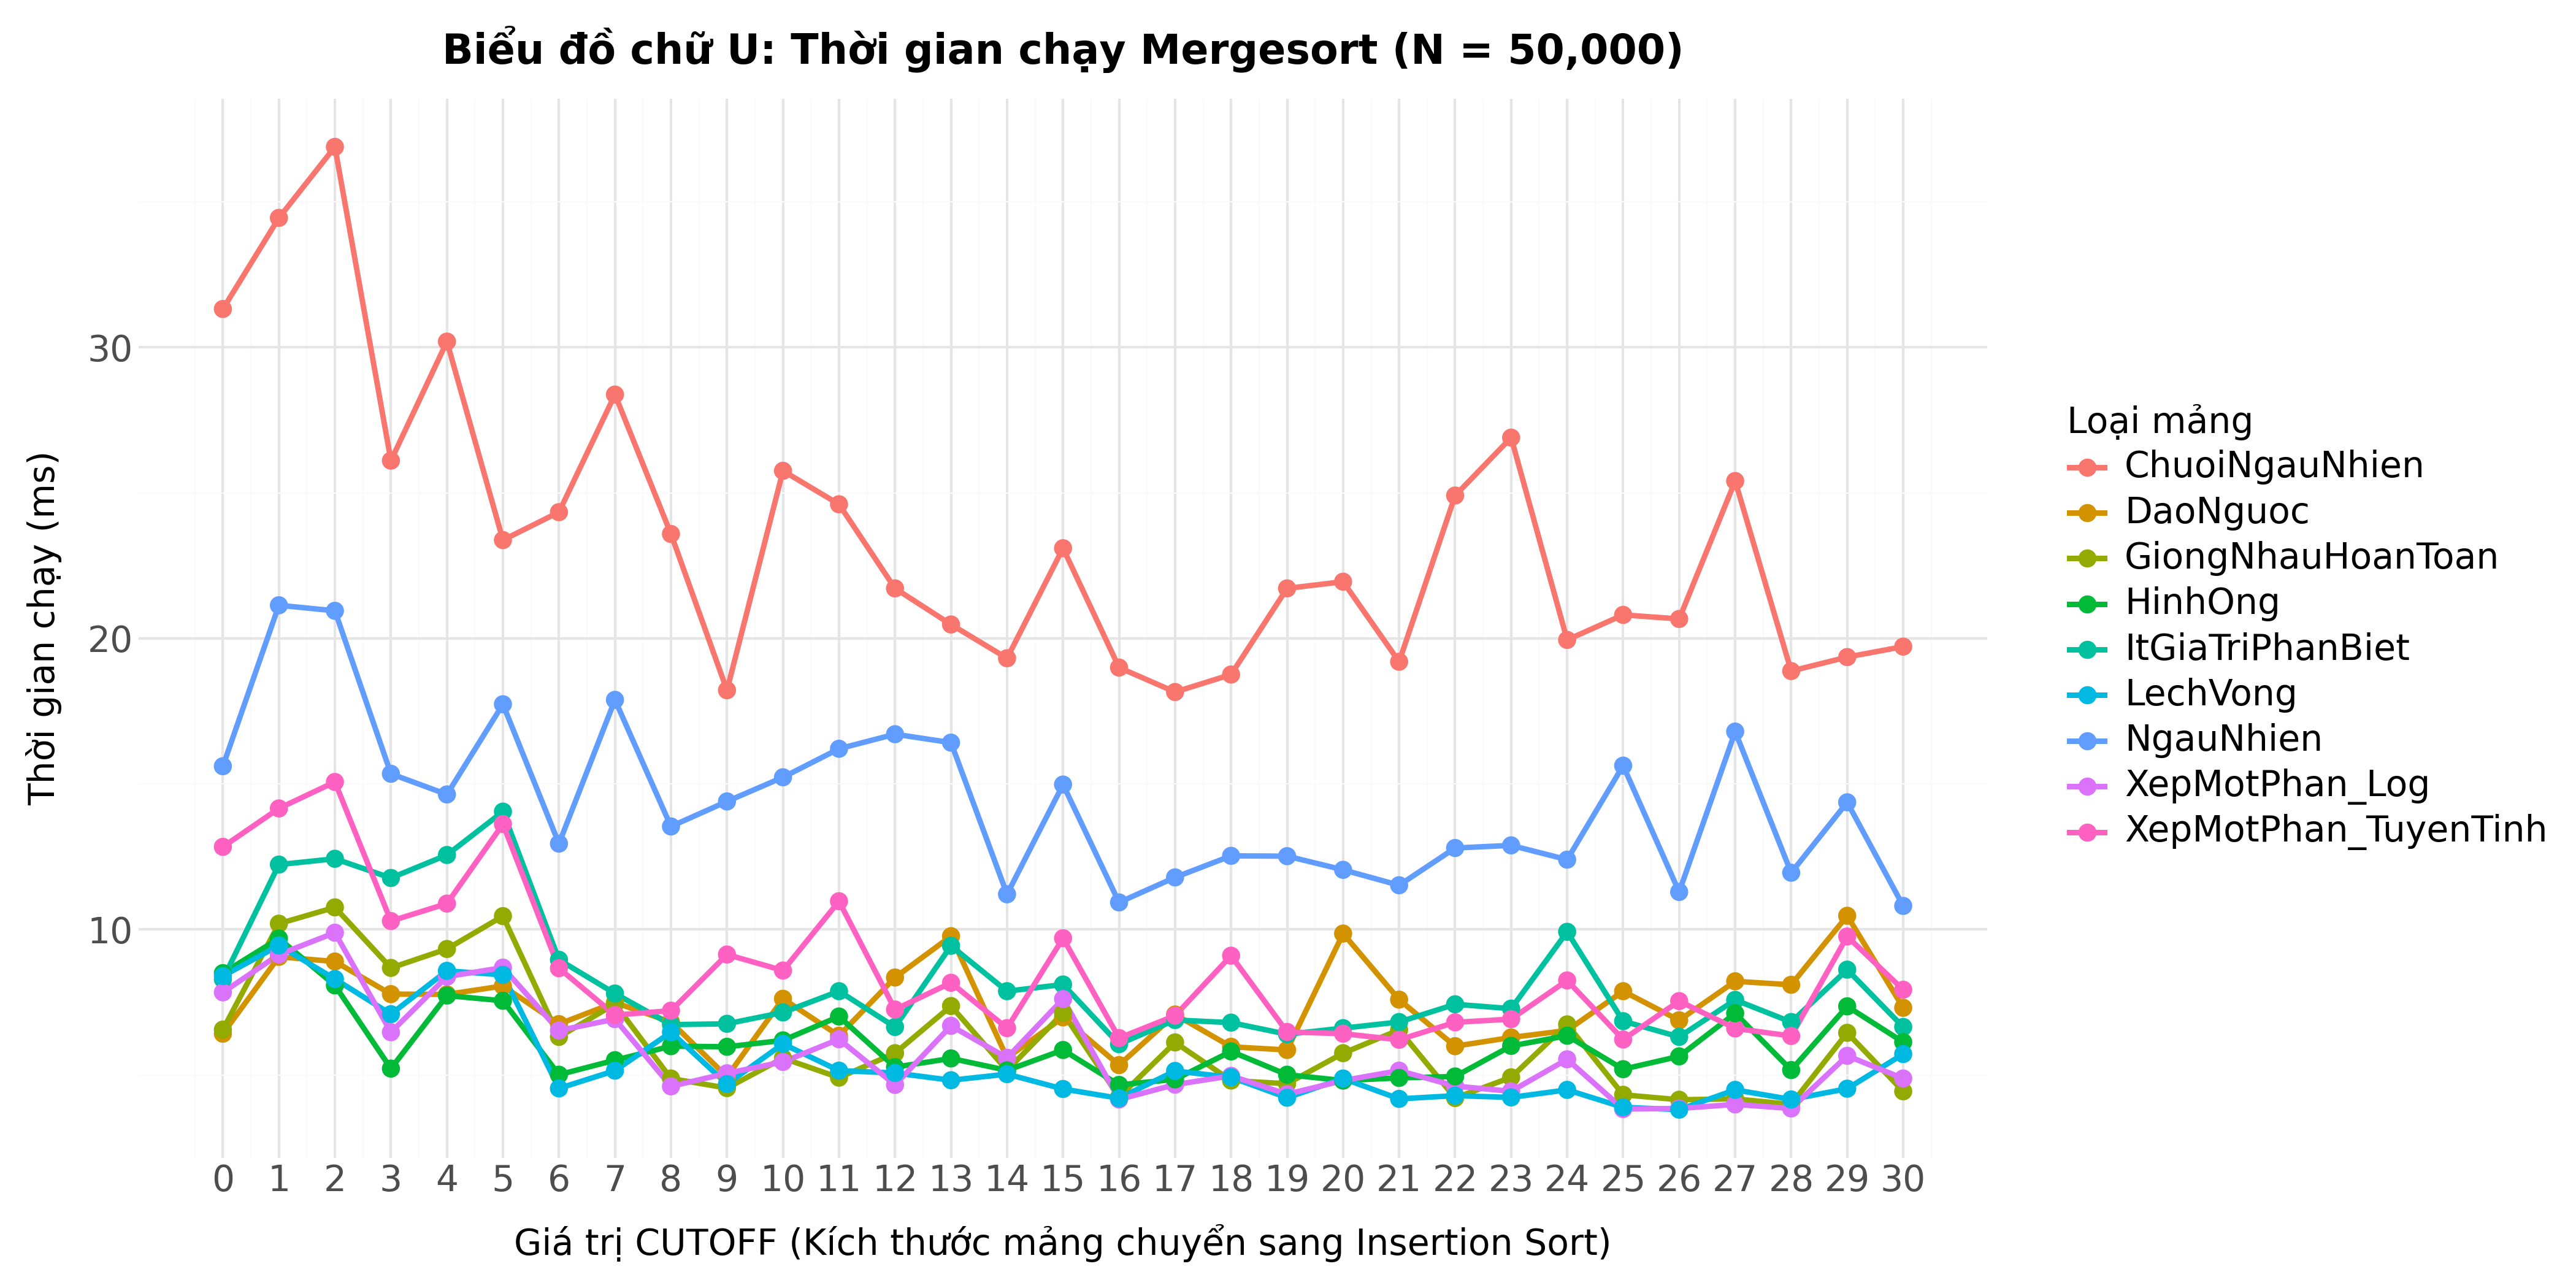 Biểu đồ chữ U: Thời gian chạy Mergesort (N = 50,000)
Thời gian chạy (ms)
30
20
10
0 1 2 3 4 5 6 7 8 9 10 11 12 13 14 15 16 17 18 19 20 21 22 23 24 25 26 27 28 29 30
Giá trị CUTOFF (Kích thước mảng chuyển sang Insertion Sort)
Loại mảng
ChuoiNgauNhien
DaoNguoc
GiongNhauHoanToan
HinhOng
ItGiaTriPhanBiet
LechVong
NgauNhien
XepMotPhan_Log
XepMotPhan_TuyenTinh